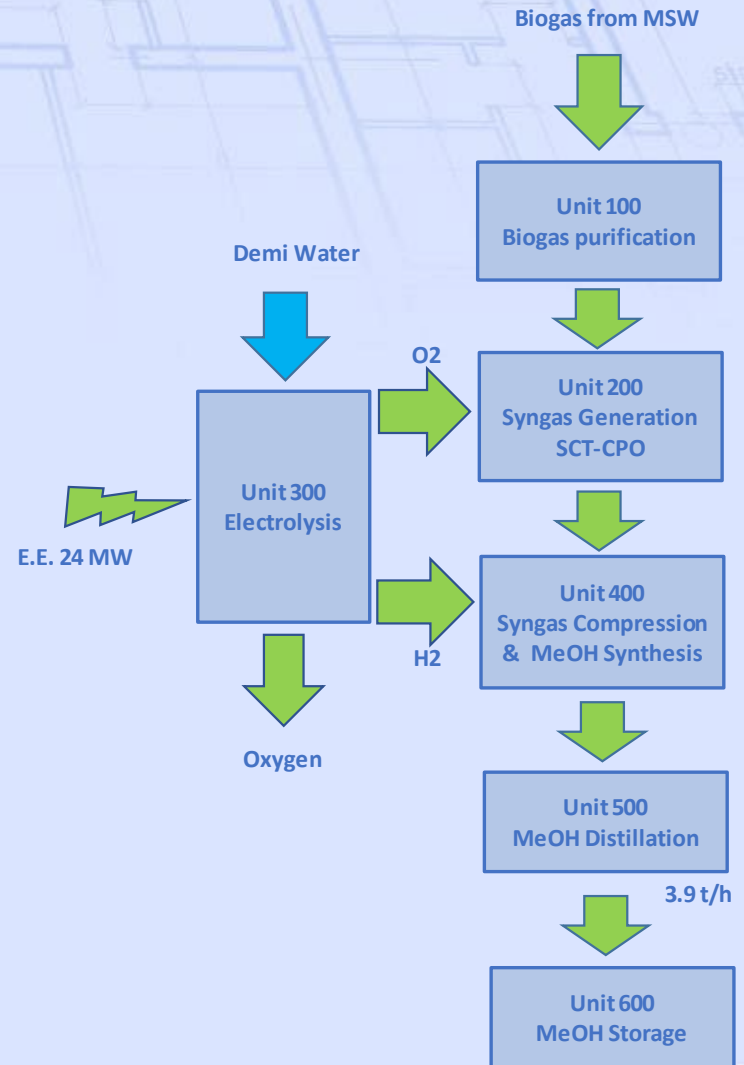 Biogas from MSW
Unit 100
Biogas purification
Demi Water
O2
Unit 200
Syngas Generation
SCT-CPO
Unit 300
Electrolysis
E.E. 24 MW
Unit 400
Syngas Compression
& MeOH Synthesis
H2
Oxygen
Unit 500
MeOH Distillation
3.9 t/h
Unit 600
MeOH Storage